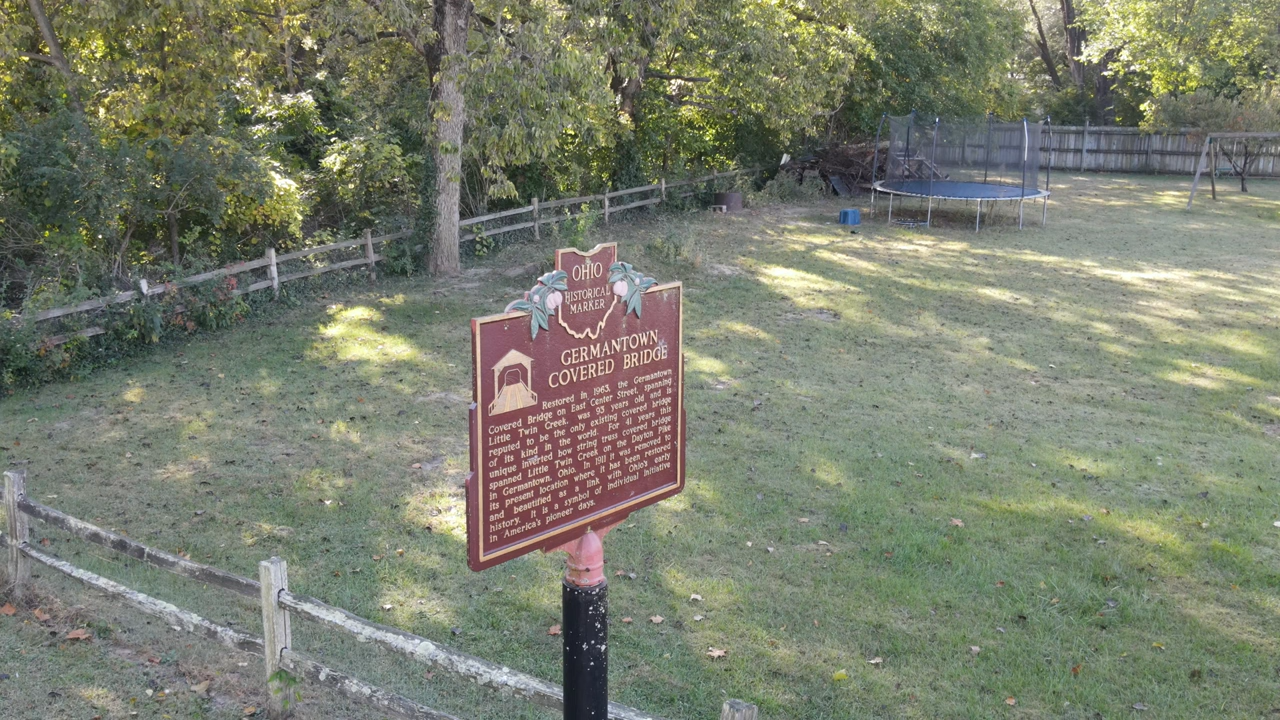 OHIO
HISTORICAL
MARKER
GERMANTOWN
COVERED BRIDGE
Restored in 1963, the Germantown
Covered Bridge on East Center Street, spanning
Little Twin Creek, was 93 years old and is
reputed to be the only existing covered bridge
of its kind in the world. For 41 years this
unique inverted bow string truss covered bridge
spanned Little Twin Creek on the Dayton Pike
in Germantown, Ohio. In 1911 it was removed to
its present location where it has been restored
and beautified as a link with Ohio's early
history. It is a symbol of individual initiative
in America's pioneer days.